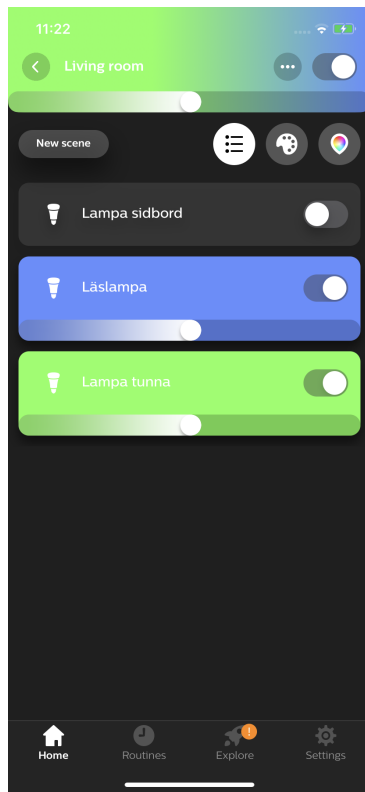 11:22
Living room
New scene
Lampa sidbord
Läslampa
Lampa tunna
Home
Routines
Explore
Settings